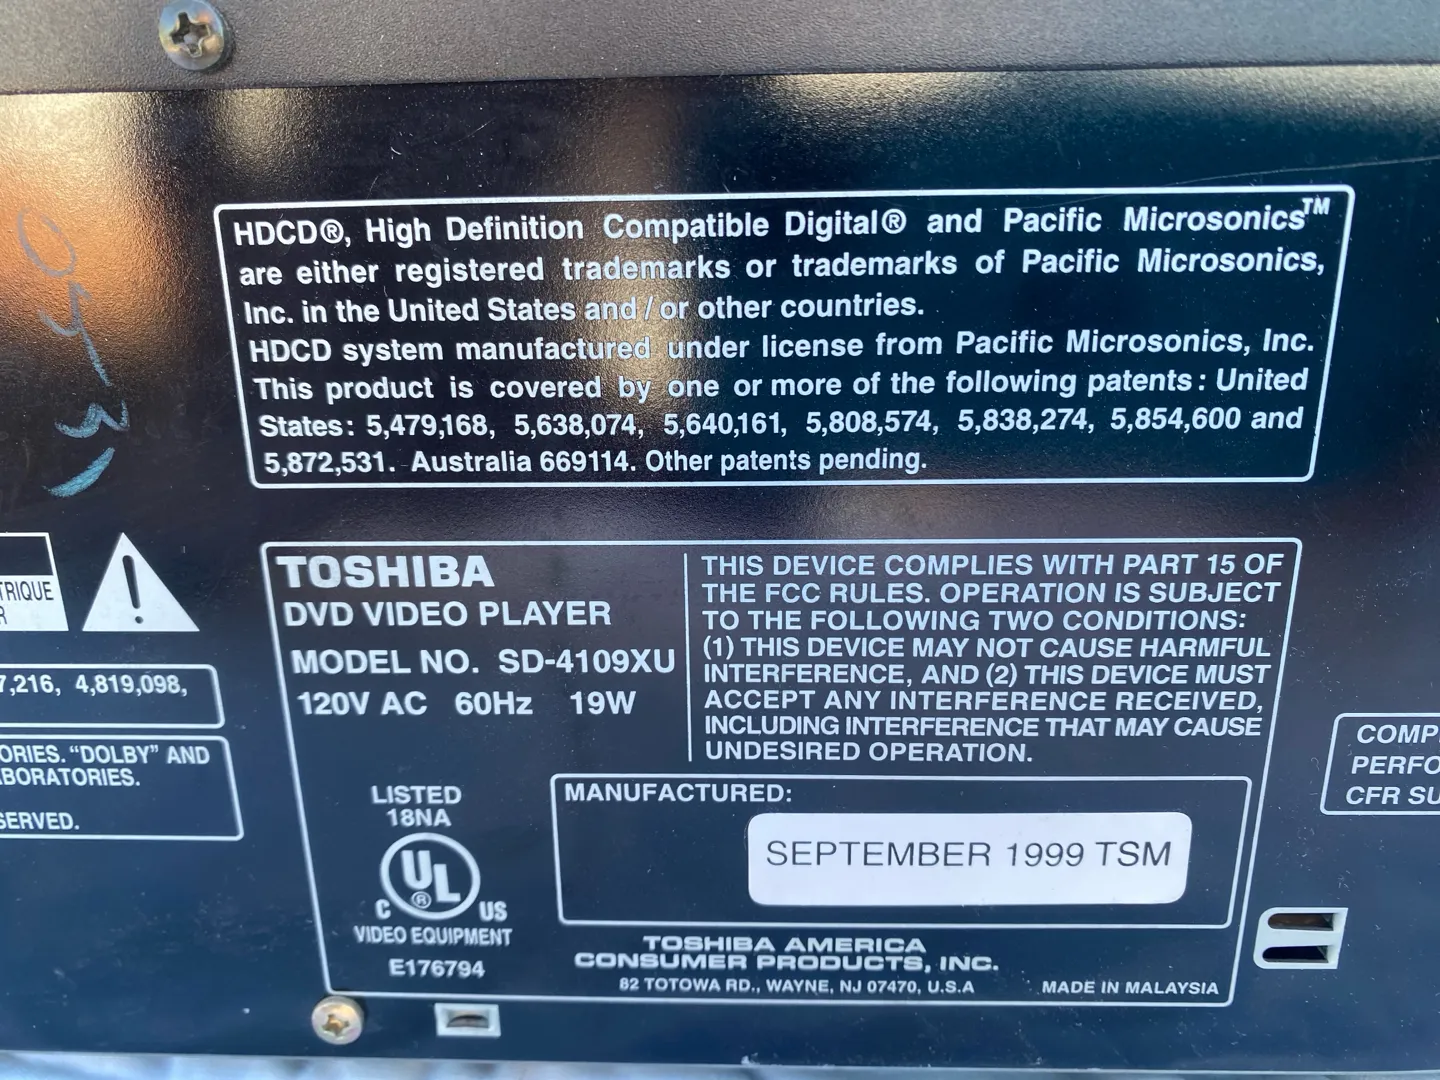 HDCD®, High Definition Compatible Digital® and Pacific Microsonics™
are either registered trademarks or trademarks of Pacific Microsonics,
Inc. in the United States and / or other countries.
HDCD system manufactured under license from Pacific Microsonics, Inc.
This product is covered by one or more of the following patents : United
States : 5,479,168, 5,638,074, 5,640,161, 5,808,574, 5,838,274, 5,854,600 and
5,872,531. Australia 669114. Other patents pending.
TRIQUE
R
7,216, 4,819,098,
ORIES. “DOLBY” AND
BORATORIES.
SERVED.
TOSHIBA
DVD VIDEO PLAYER
MODEL NO. SD-4109XU
120V AC 60Hz 19W
THIS DEVICE COMPLIES WITH PART 15 OF
THE FCC RULES. OPERATION IS SUBJECT
TO THE FOLLOWING TWO CONDITIONS:
(1) THIS DEVICE MAY NOT CAUSE HARMFUL
INTERFERENCE, AND (2) THIS DEVICE MUST
ACCEPT ANY INTERFERENCE RECEIVED,
INCLUDING INTERFERENCE THAT MAY CAUSE
UNDESIRED OPERATION.
LISTED
18NA
UL ®
C US
VIDEO EQUIPMENT
E176794
MANUFACTURED:
SEPTEMBER 1999 TSM
TOSHIBA AMERICA
CONSUMER PRODUCTS, INC.
82 TOTOWA RD., WAYNE, NJ 07470, U.S.A
MADE IN MALAYSIA
COMP
PERFO
CFR SU